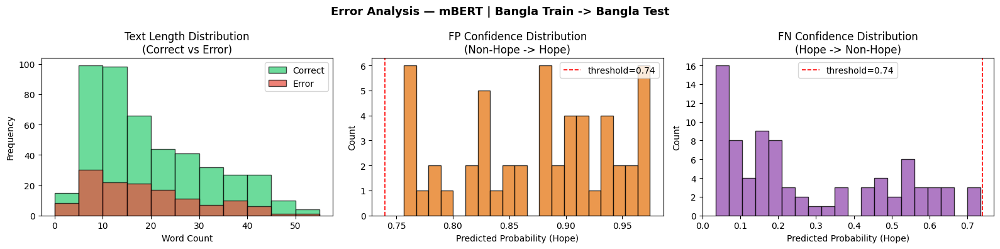 Error Analysis — mBERT | Bangla Train -> Bangla Test
Text Length Distribution
(Correct vs Error)
Correct
Error
100
80
60
40
20
0
Frequency
0
10
20
30
40
50
Word Count
FP Confidence Distribution
(Non-Hope -> Hope)
threshold=0.74
6
5
4
3
2
1
0
Count
0.75
0.80
0.85
0.90
0.95
Predicted Probability (Hope)
FN Confidence Distribution
(Hope -> Non-Hope)
threshold=0.74
16
14
12
10
8
6
4
2
0
Count
0.0
0.1
0.2
0.3
0.4
0.5
0.6
0.7
Predicted Probability (Hope)